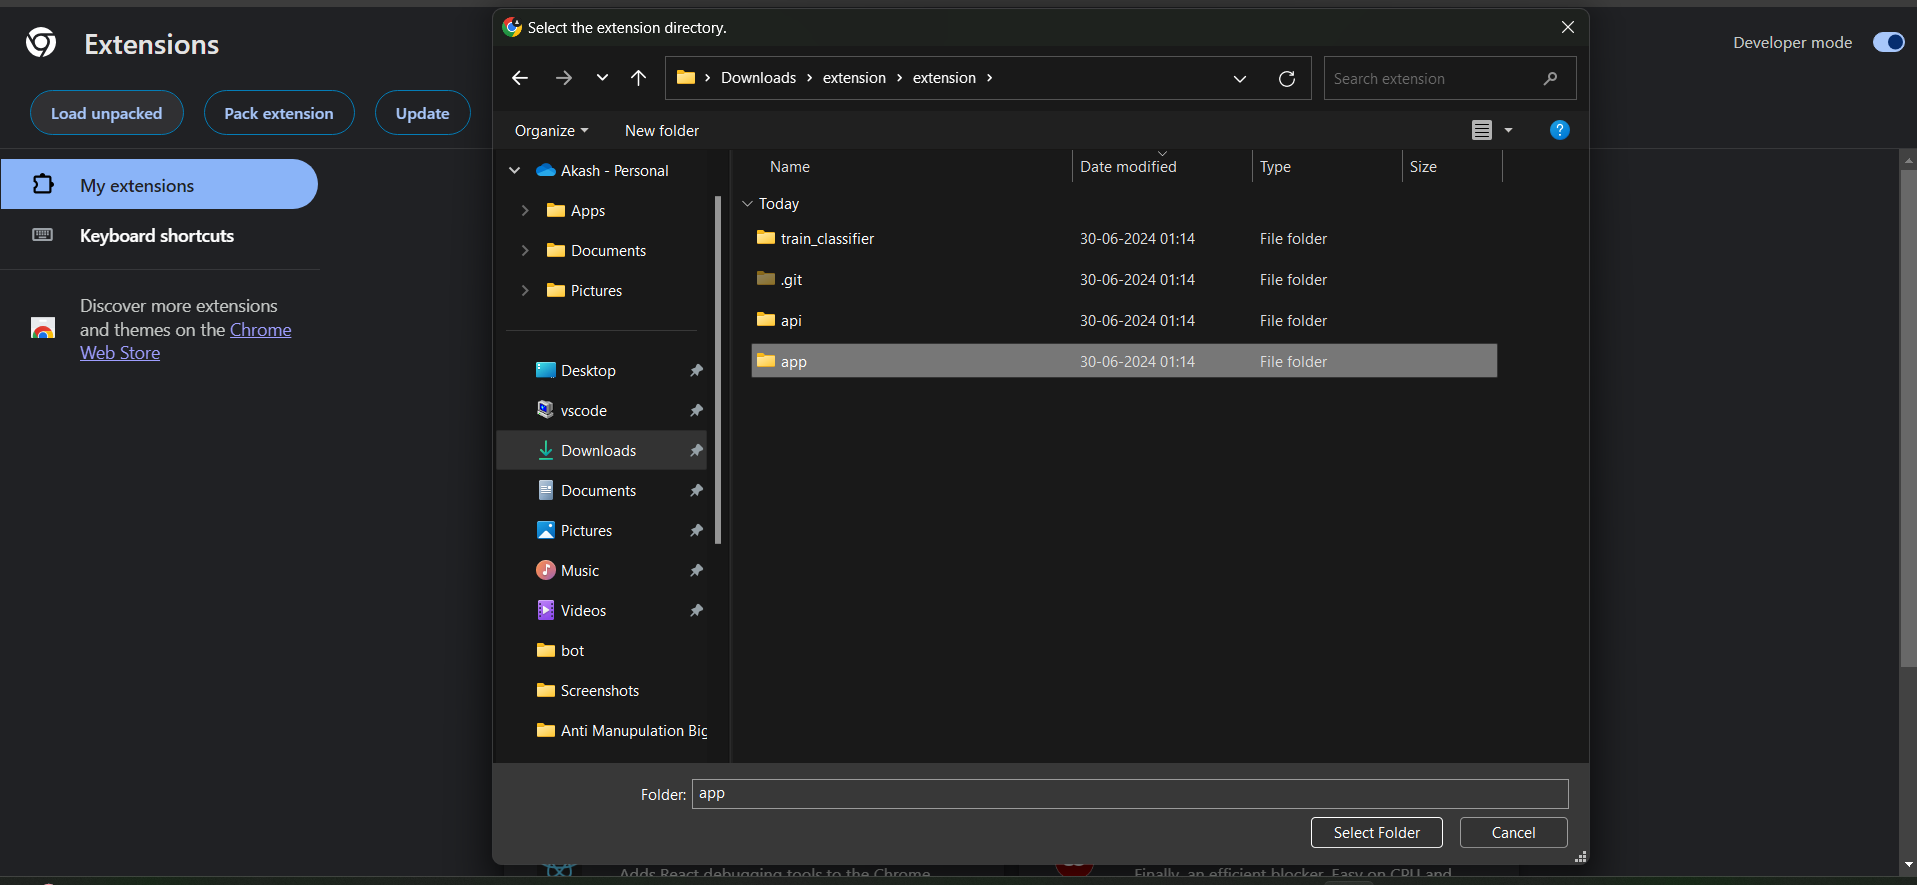 Extensions
Developer mode
Load unpacked
Pack extension
Update
My extensions
Keyboard shortcuts
Discover more extensions
and themes on the Chrome
Web Store
Select the extension directory.
Downloads > extension > extension >
Search extension
Organize
New folder
?
Akash - Personal
Apps
Documents
Pictures
Desktop
vscode
Downloads
Documents
Pictures
Music
Videos
bot
Screenshots
Anti Manupulation Big
Name Date modified Type Size
Today
train_classifier 30-06-2024 01:14 File folder
.git 30-06-2024 01:14 File folder
api 30-06-2024 01:14 File folder
app 30-06-2024 01:14 File folder
Folder: app
Select Folder
Cancel
Adds React debugging tools to the Chrome
Finally, an efficient blocker. Easy on CPU and